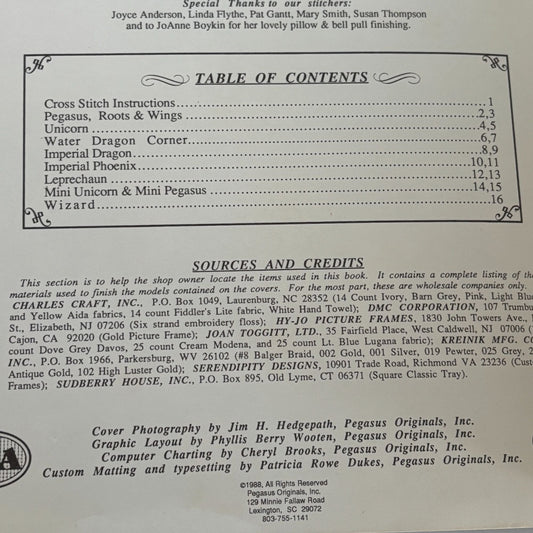 Special Thanks to our stitchers:
Joyce Anderson, Linda Flythe, Pat Gantt, Mary Smith, Susan Thompson
and to JoAnne Boykin for her lovely pillow & bell pull finishing.
TABLE OF CONTENTS
Cross Stitch Instructions 1
Pegasus, Roots & Wings 2,3
Unicorn 4,5
Water Dragon Corner 6,7
Imperial Dragon 8,9
Imperial Phoenix 10,11
Leprechaun 12,13
Mini Unicorn & Mini Pegasus 14,15
Wizard 16
SOURCES AND CREDITS
This section is to help the shop owner locate the items used in this book. It contains a complete listing of the
materials used to finish the models contained on the covers. For the most part, these are wholesale companies only.
CHARLES CRAFT, INC., P.O. Box 1049, Laurenburg, NC 28352 (14 Count Ivory, Barn Grey, Pink, Light Blue
and Yellow Aida fabrics, 14 count Fiddler's Lite fabric, White Hand Towel); DMC CORPORATION, 107 Trumbu
St., Elizabeth, NJ 07206 (Six strand embroidery floss); HY-JO PICTURE FRAMES, 1830 John Towers Ave.,
Cajon, CA 92020 (Gold Picture Frame); JOAN TOGGITT, LTD., 35 Fairfield Place, West Caldwell, NJ 07006 (
count Dove Grey Davos, 25 count Cream Modena, and 25 count Lt. Blue Lugana fabric); KREINIK MFG. CO
INC., P.O. Box 1966, Parkersburg, WV 26102 (#8 Balger Braid, 002 Gold, 001 Silver, 019 Pewter, 025 Grey, 2
Antique Gold, 102 High Luster Gold); SERENDIPITY DESIGNS, 10901 Trade Road, Richmond VA 23236 (Cust
Frames); SUDBERRY HOUSE, INC., P.O. Box 895, Old Lyme, CT 06371 (Square Classic Tray).
Cover Photography by Jim H. Hedgepath, Pegasus Originals, Inc.
Graphic Layout by Phyllis Berry Wooten, Pegasus Originals, Inc.
Computer Charting by Cheryl Brooks, Pegasus Originals, Inc.
Custom Matting and typesetting by Patricia Rowe Dukes, Pegasus Originals, Inc.
©1988, All Rights Reserved
Pegasus Originals, Inc.
129 Minnie Fallaw Road
Lexington, SC 29072
803-755-1141